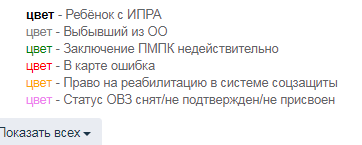 цвет - Ребёнок с ИПРА
цвет - Выбывший из ОО
цвет - Заключение ПМПК недействительно
цвет - В карте ошибка
цвет - Право на реабилитацию в системе соцзащиты
цвет - Статус ОВЗ снят/не подтвержден/не присвоен
Показать всех